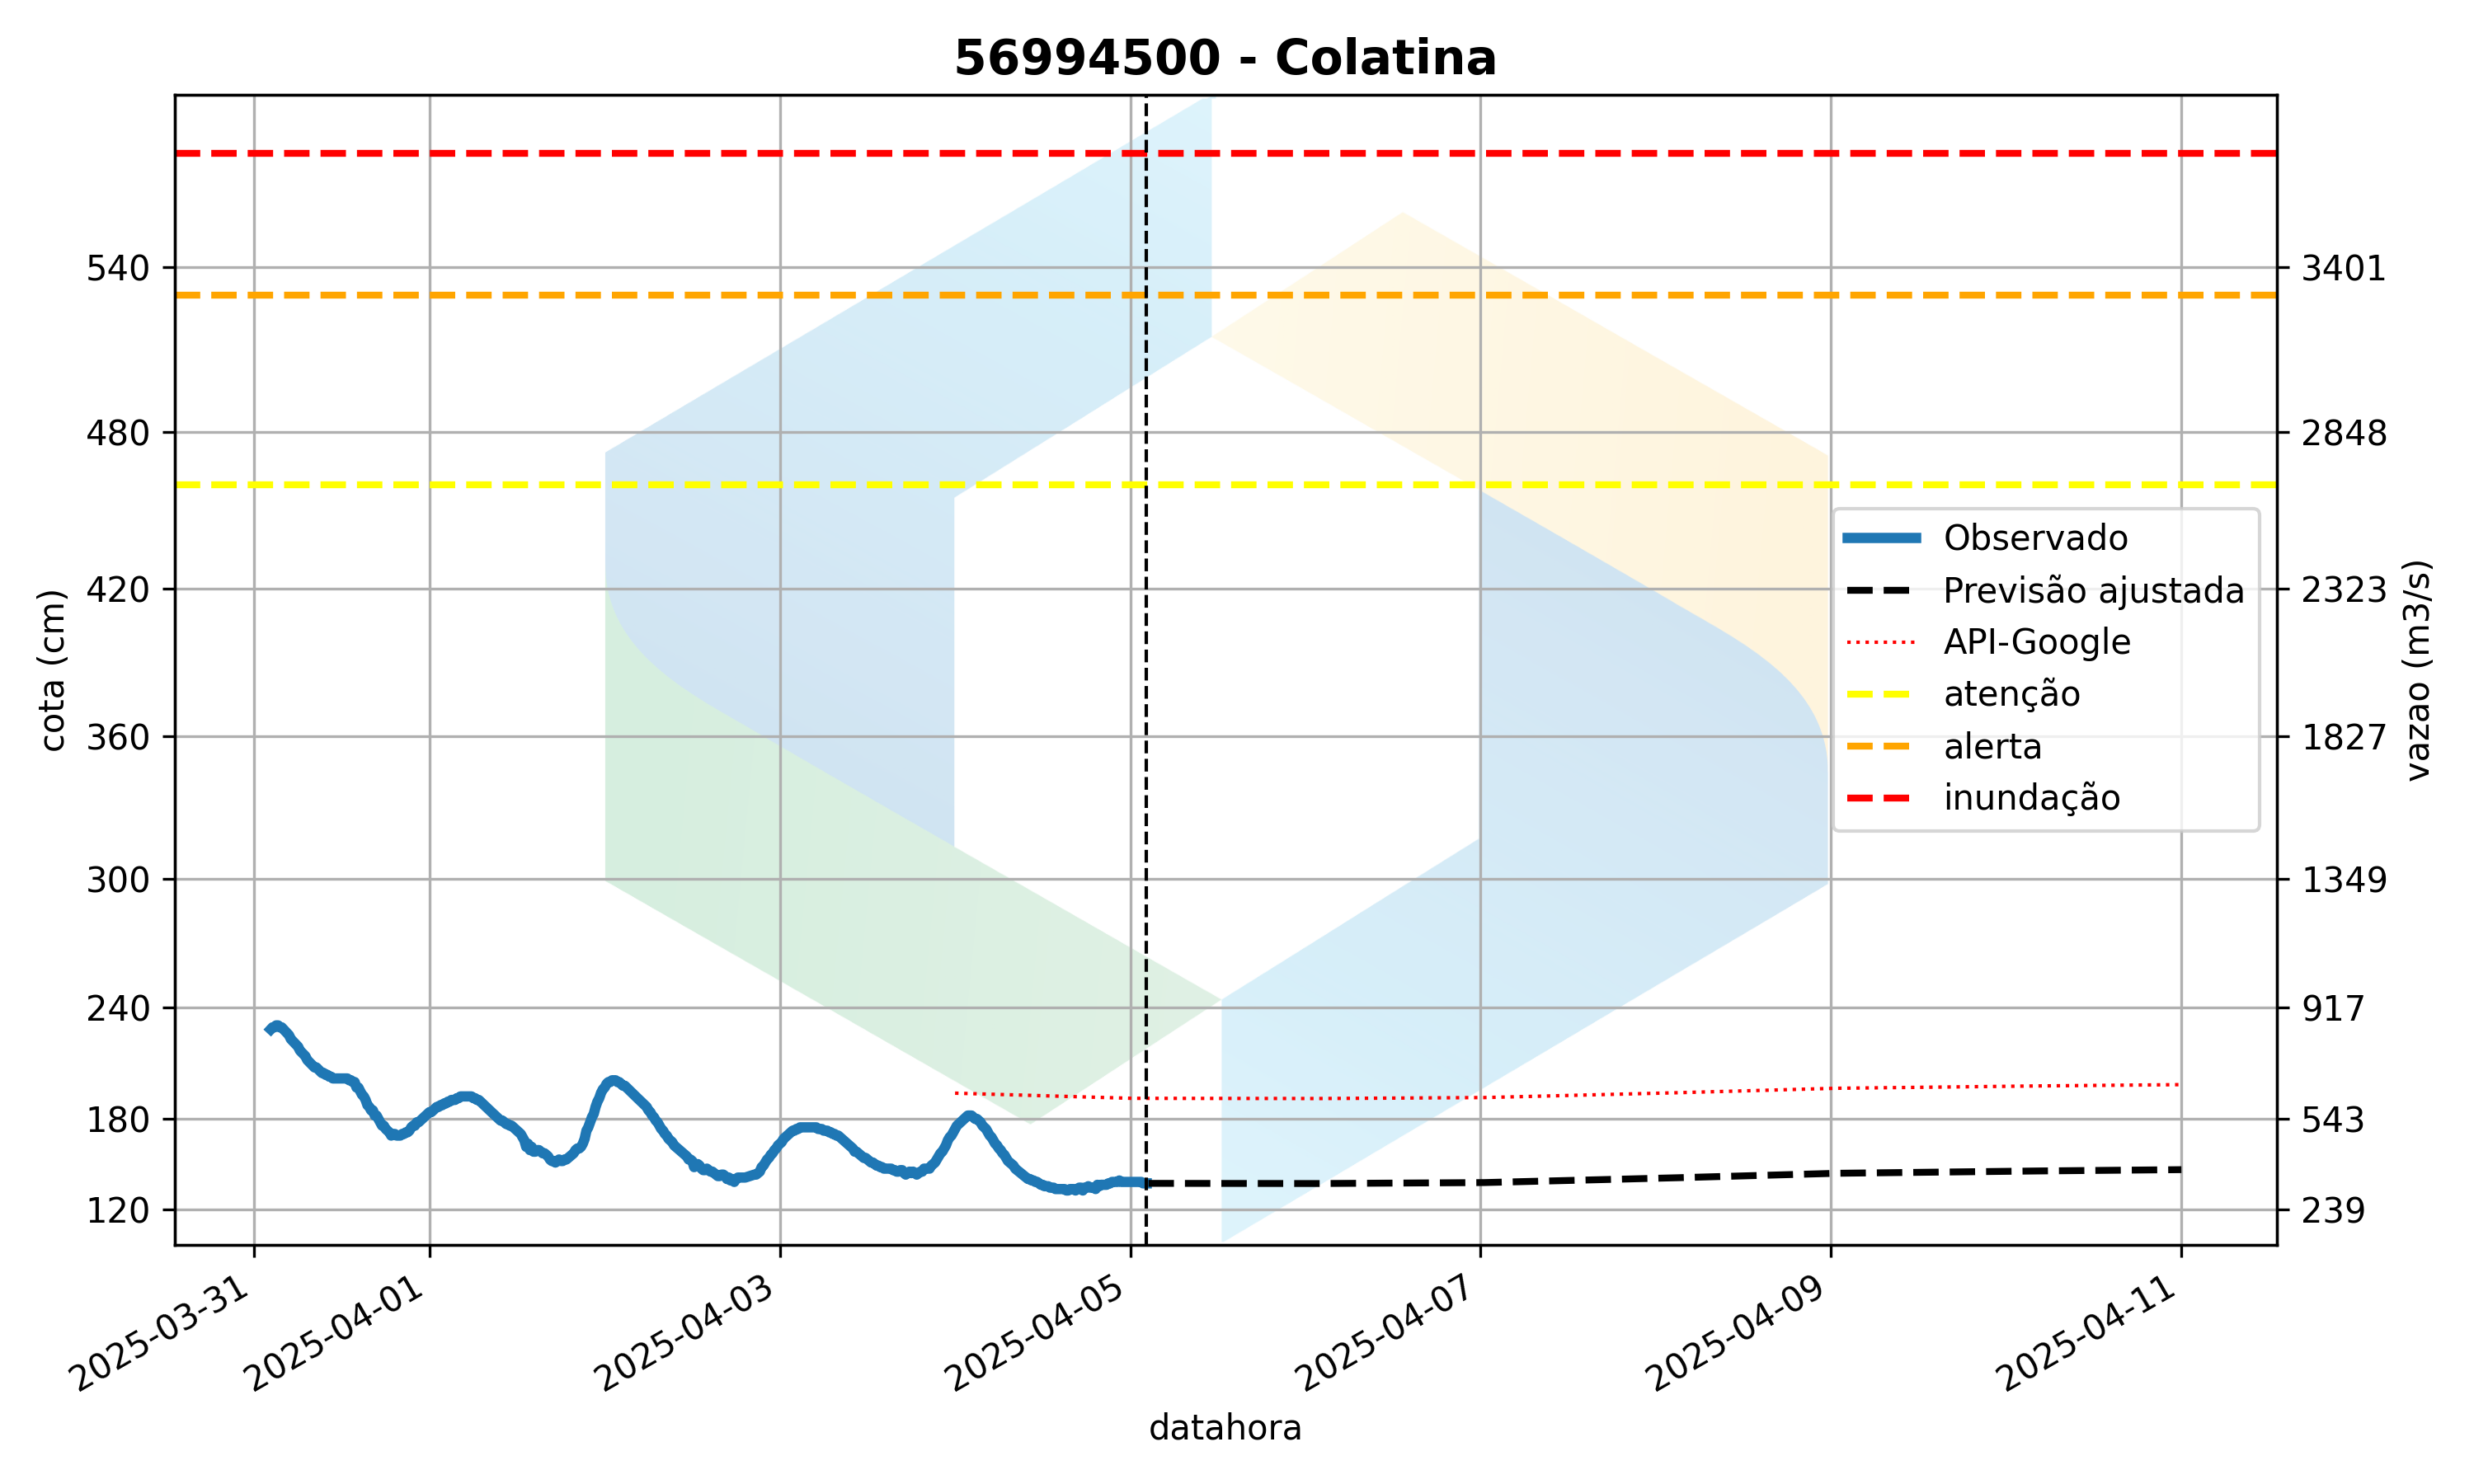 56994500 - Colatina
540
480
420
360
300
240
180
120
cota (cm)
3401
2848
2323
1827
1349
917
543
239
vazao (m3/s)
Observado
Previsão ajustada
API-Google
atenção
alerta
inundação
2025-03-31
2025-04-01
2025-04-03
2025-04-05
2025-04-07
2025-04-09
2025-04-11
datahora